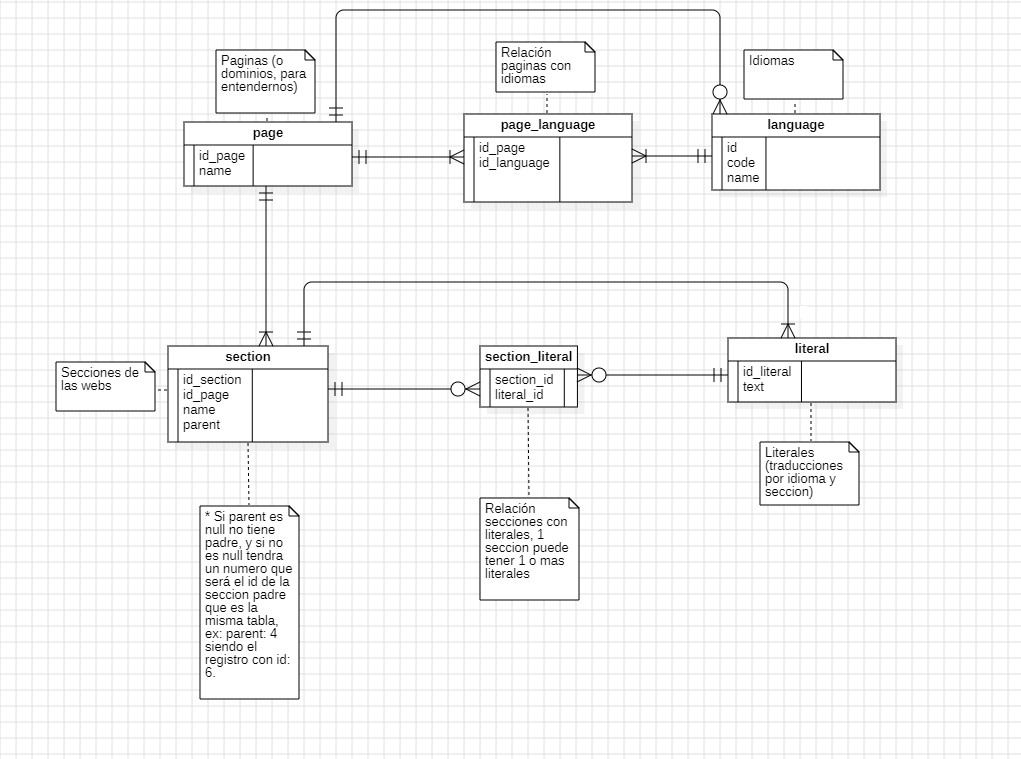 Paginas (o
dominios, para
entendernos)
Relación
paginas con
idiomas
Idiomas
page
id_page
name
page_language
id_page
id_language
language
id
code
name
Secciones de
las webs
section
id_section
id_page
name
parent
section_literal
section_id
literal_id
literal
id_literal
text
Literales
(traducciones
por idioma y
seccion)
* Si parent es
null no tiene
padre, y si no
es null tendra
un numero que
será el id de la
seccion padre
que es la
misma tabla,
ex: parent: 4
siendo el
registro con id:
6.
Relación
secciones con
literales, 1
seccion puede
tener 1 o mas
literales